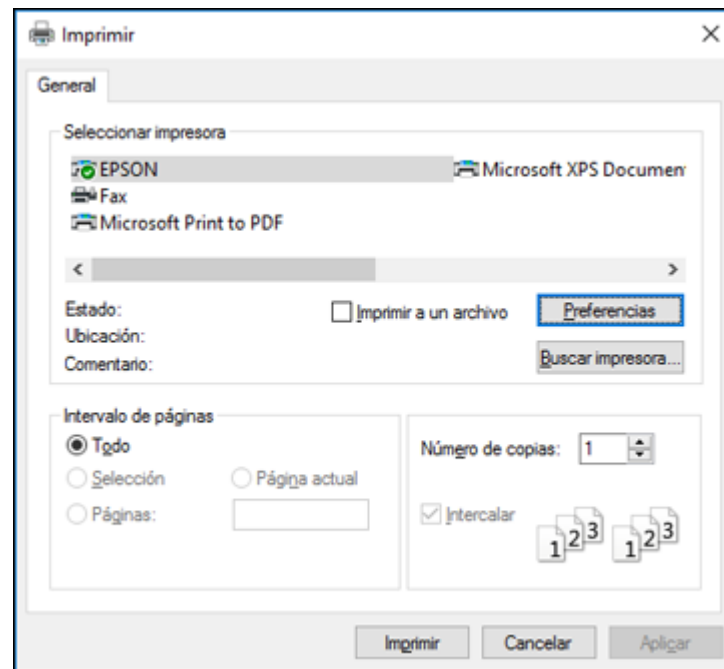 Imprimir
General
Seleccionar impresora
EPSON Microsoft XPS Documen
Fax
Microsoft Print to PDF
Estado: Imprimir a un archivo Preferencias
Ubicación:
Comentario: Buscar impresora...
Intervalo de páginas
Todo
Selección Página actual
Páginas:
Número de copias: 1
Intercalar
1 2 3 1 2 3
Imprimir Cancelar Aplicar